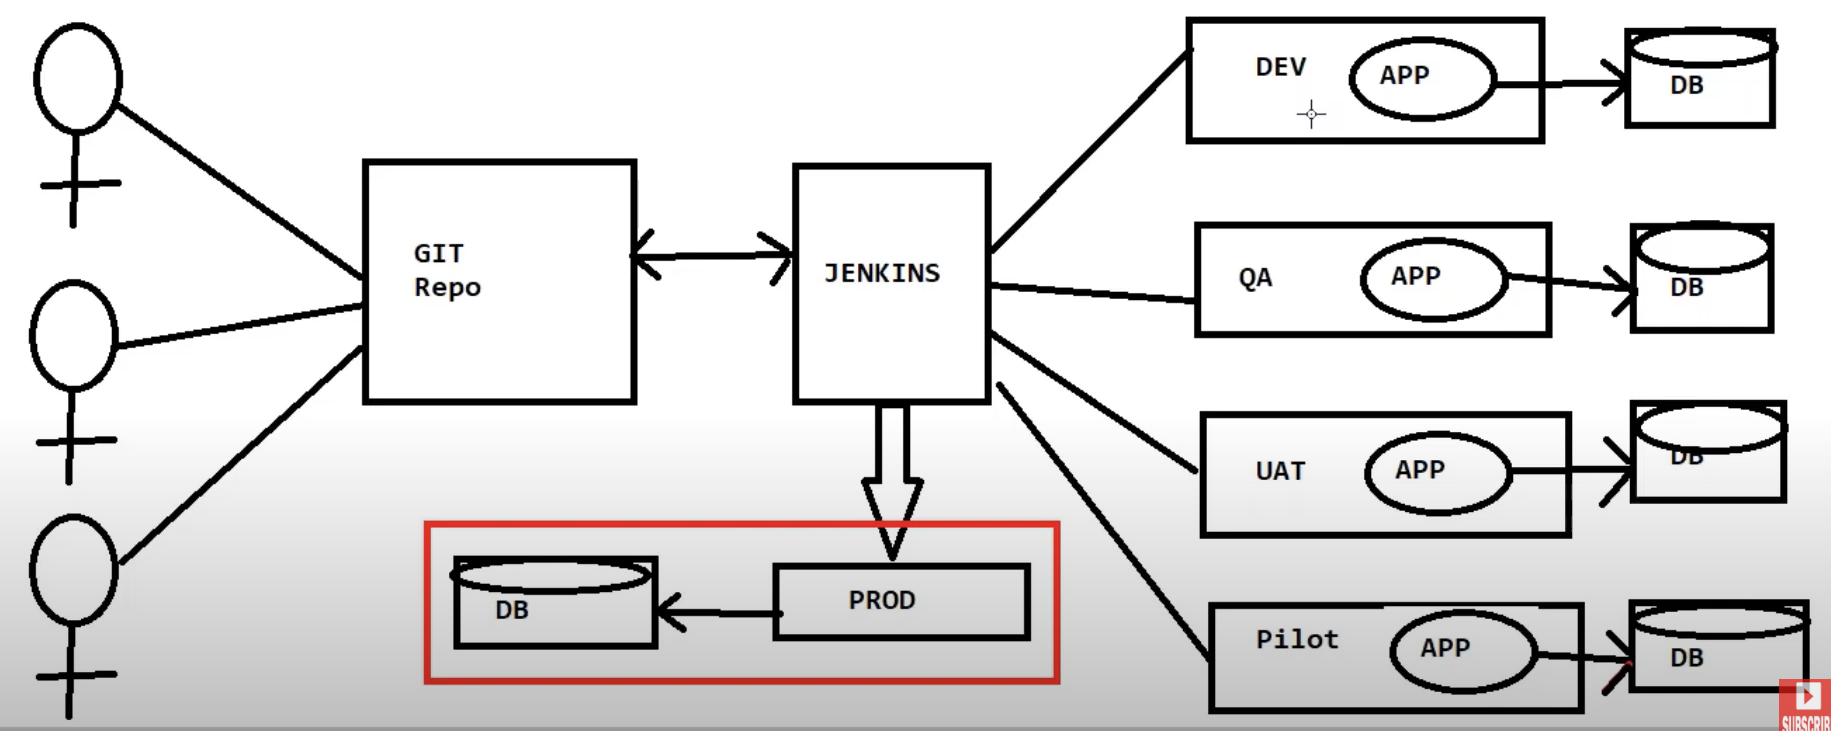 DEV
APP
DB
GIT
Repo
JENKINS
QA
APP
DB
UAT
APP
DB
PROD
DB
Pilot
APP
DB
SUBSCRIB